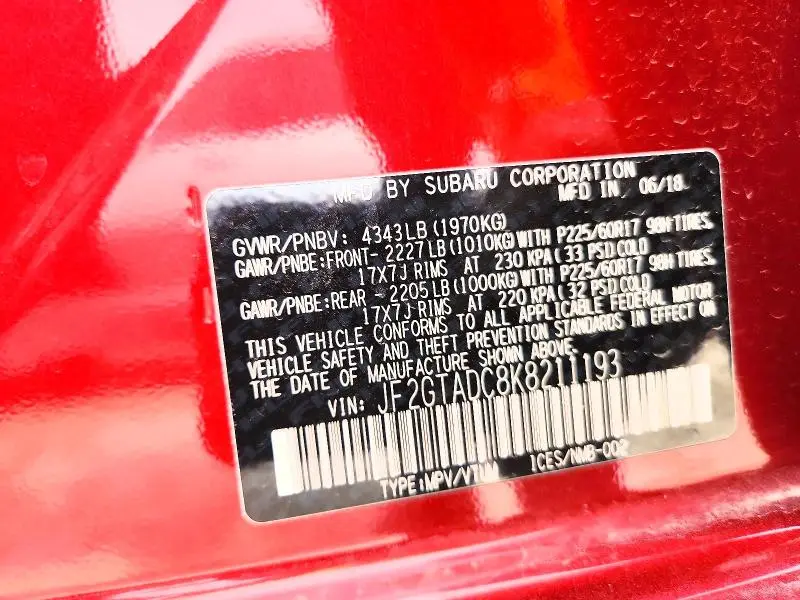 MFD BY SUBARU CORPORATION
MFD IN 06/18
GVWR/PNBV: 4343LB (1970KG)
GAWR/PNBE:FRONT- 2227LB (1010KG) WITH P225/60R17 98H TIRES,
17X7J RIMS AT 230 KPA ( 33 PSI) COLD
GAWR/PNBE:REAR - 2205LB (1000KG) WITH P225/60R17 98H TIRES,
17X7J RIMS AT 220 KPA ( 32 PSI) COLD
THIS VEHICLE CONFORMS TO ALL APPLICABLE FEDERAL MOTOR
VEHICLE SAFETY AND THEFT PREVENTION STANDARDS IN EFFECT ON
THE DATE OF MANUFACTURE SHOWN ABOVE.
VIN: JF2GTADC8K8211193
TYPE:MPV/VTUM ICES/NMB-002